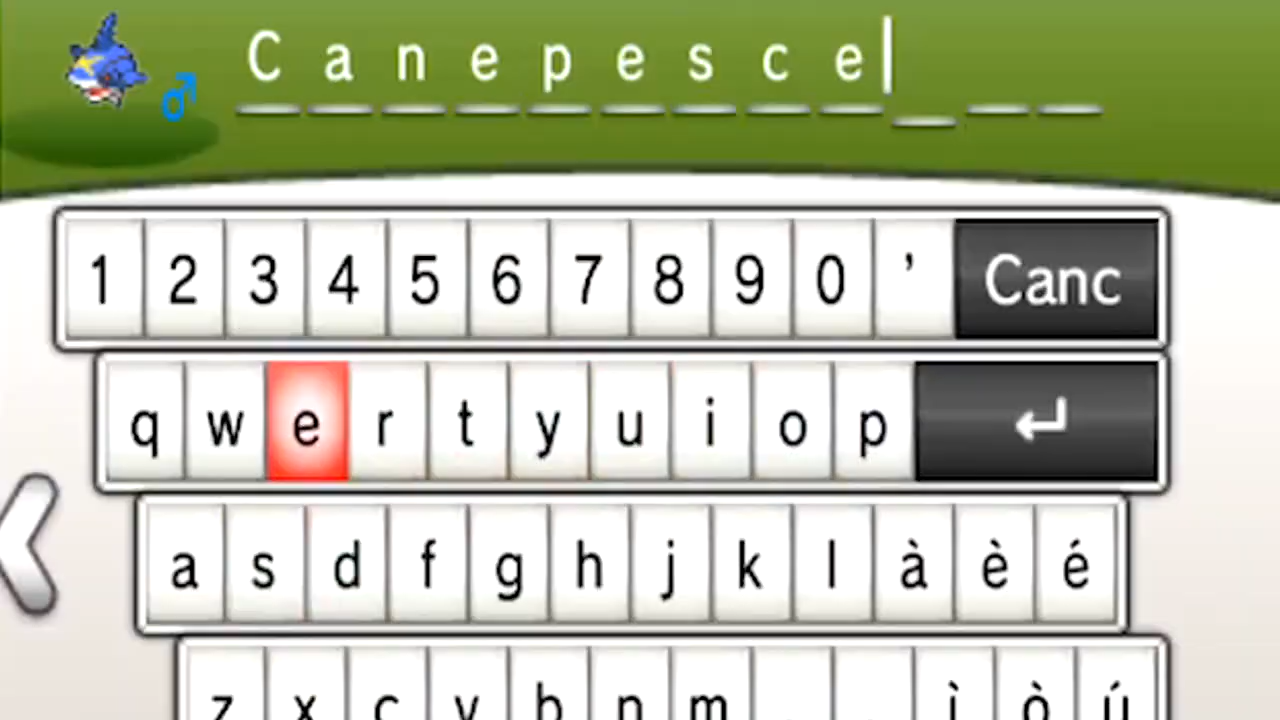 Canepesce
1 2 3 4 5 6 7 8 9 0 ’ Canc
q w e r t y u i o p
a s d f g h j k l à è é
z x c v b n m , . ì ò ú